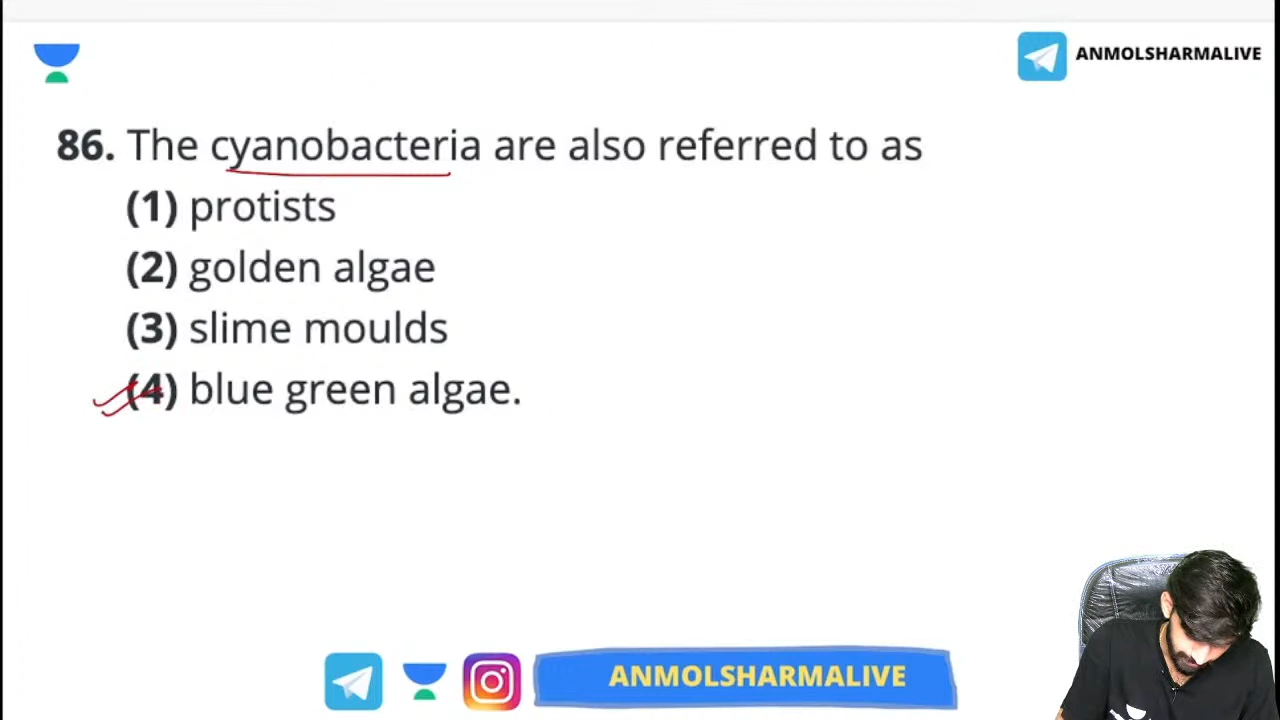 ANMOLSHARMALIVE
86. The cyanobacteria are also referred to as
(1) protists
(2) golden algae
(3) slime moulds
(4) blue green algae.
ANMOLSHARMALIVE